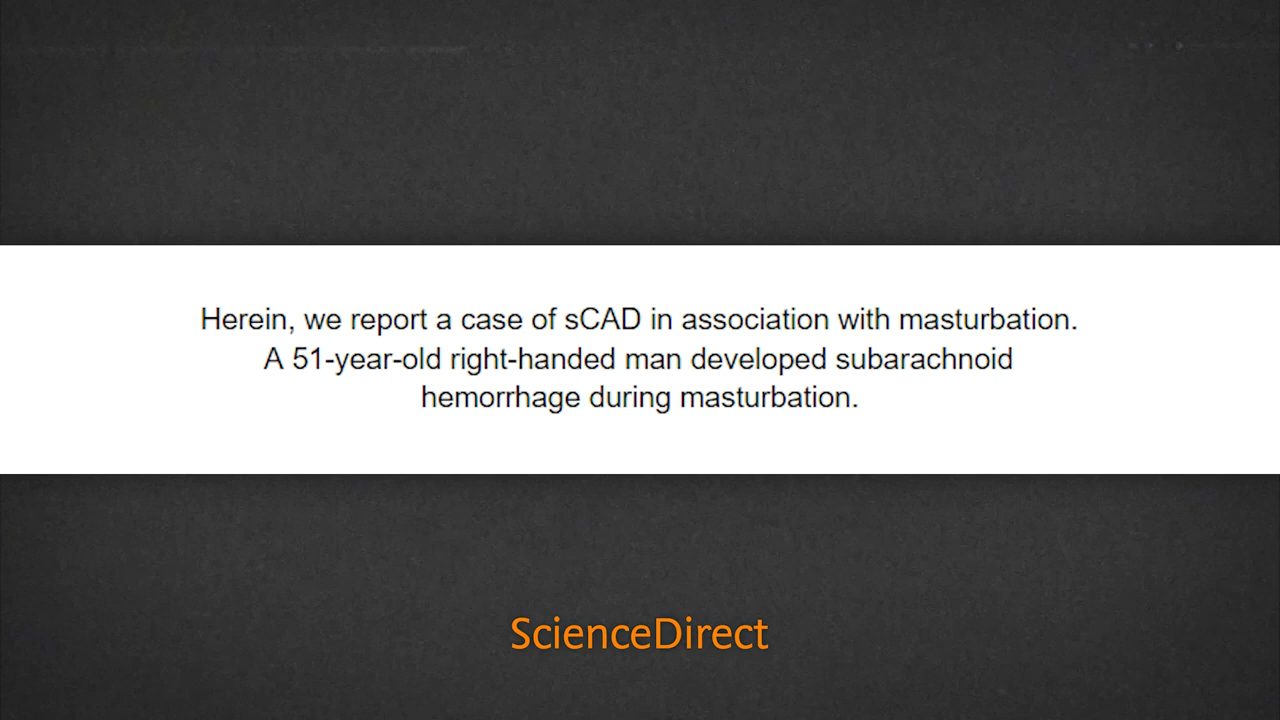 Herein, we report a case of sCAD in association with masturbation.
A 51-year-old right-handed man developed subarachnoid
hemorrhage during masturbation.
ScienceDirect